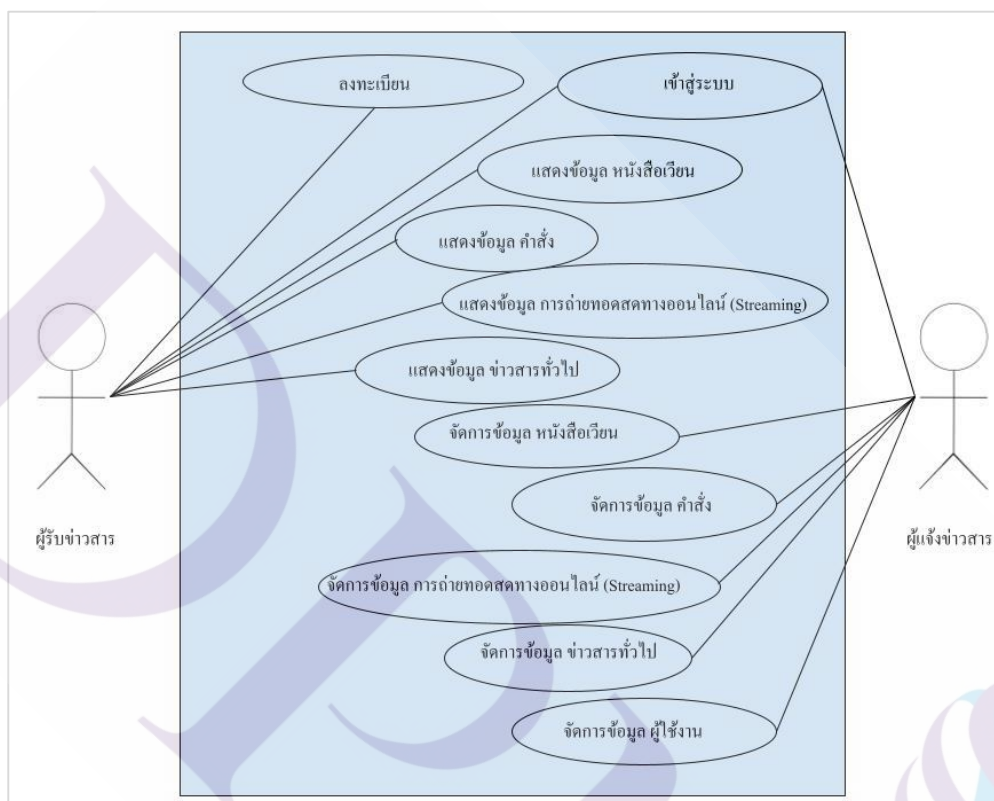 ลงทะเบียน
เข้าสู่ระบบ
แสดงข้อมูล หนังสือเวียน
แสดงข้อมูล คำสั่ง
แสดงข้อมูล การถ่ายทอดสดทางออนไลน์ (Streaming)
แสดงข้อมูล ข่าวสารทั่วไป
จัดการข้อมูล หนังสือเวียน
จัดการข้อมูล คำสั่ง
ผู้รับข่าวสาร
ผู้แจ้งข่าวสาร
จัดการข้อมูล การถ่ายทอดสดทางออนไลน์ (Streaming)
จัดการข้อมูล ข่าวสารทั่วไป
จัดการข้อมูล ผู้ใช้งาน